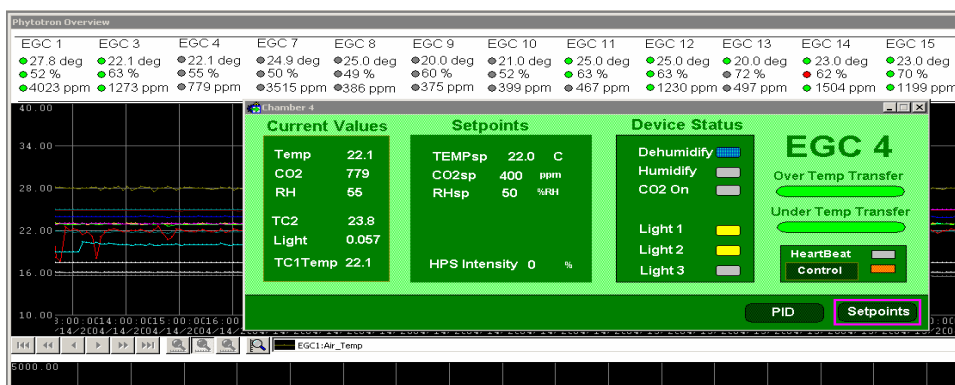 Phytotron Overview
EGC 1 EGC 3 EGC 4 EGC 7 EGC 8 EGC 9 EGC 10 EGC 11 EGC 12 EGC 13 EGC 14 EGC 15
27.8 deg 22.1 deg 22.1 deg 24.9 deg 25.0 deg 20.0 deg 21.0 deg 25.0 deg 25.0 deg 20.0 deg 23.0 deg 23.0 deg
52 % 63 % 55 % 50 % 49 % 60 % 52 % 63 % 63 % 72 % 62 % 70 %
4023 ppm 1273 ppm 779 ppm 3515 ppm 386 ppm 375 ppm 399 ppm 467 ppm 1230 ppm 497 ppm 1504 ppm 1199 ppm
40.00
34.00
28.00
22.00
16.00
10.00
Chamber 4
Current Values
Temp 22.1
CO2 779
RH 55
TC2 23.8
Light 0.057
TC1Temp 22.1
Setpoints
TEMPsp 22.0 C
CO2sp 400 ppm
RHsp 50 %RH
HPS Intensity 0 %
Device Status
Dehumidify
Humidify
CO2 On
Light 1
Light 2
Light 3
EGC 4
Over Temp Transfer
Under Temp Transfer
HeartBeat
Control
PID Setpoints
EGC1:Air_Temp
5000.00